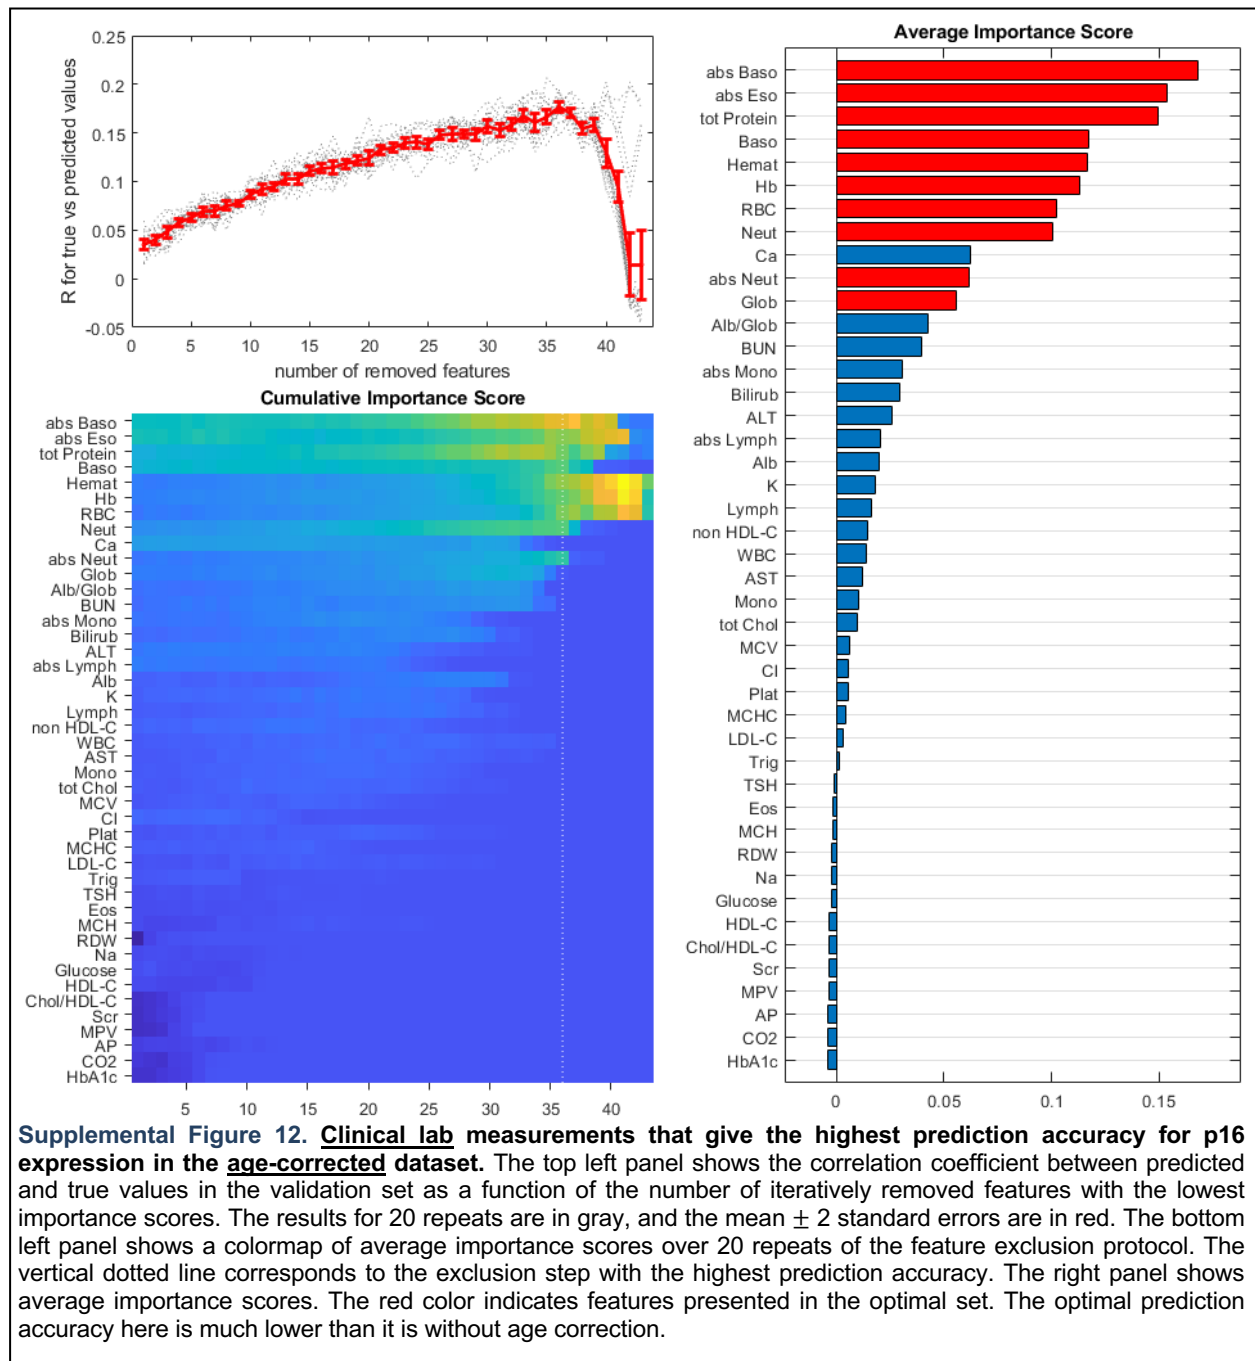 0.25
0.2
0.15
0.1
0.05
0
-0.05
R for true vs predicted values
0 5 10 15 20 25 30 35 40
number of removed features
Cumulative Importance Score
abs Baso
abs Eso
tot Protein
Baso
Hemat
Hb
RBC
Neut
Ca
abs Neut
Glob
Alb/Glob
BUN
abs Mono
Bilirub
ALT
abs Lymph
Alb
K
Lymph
non HDL-C
WBC
AST
Mono
tot Chol
MCV
Cl
Plat
MCHC
LDL-C
Trig
TSH
Eos
MCH
RDW
Na
Glucose
HDL-C
Chol/HDL-C
Scr
MPV
AP
CO2
HbA1c
5 10 15 20 25 30 35 40
Average Importance Score
abs Baso
abs Eso
tot Protein
Baso
Hemat
Hb
RBC
Neut
Ca
abs Neut
Glob
Alb/Glob
BUN
abs Mono
Bilirub
ALT
abs Lymph
Alb
K
Lymph
non HDL-C
WBC
AST
Mono
tot Chol
MCV
Cl
Plat
MCHC
LDL-C
Trig
TSH
Eos
MCH
RDW
Na
Glucose
HDL-C
Chol/HDL-C
Scr
MPV
AP
CO2
HbA1c
0 0.05 0.1 0.15
Supplemental Figure 12. Clinical lab measurements that give the highest prediction accuracy for p16
expression in the age-corrected dataset. The top left panel shows the correlation coefficient between predicted
and true values in the validation set as a function of the number of iteratively removed features with the lowest
importance scores. The results for 20 repeats are in gray, and the mean ± 2 standard errors are in red. The bottom
left panel shows a colormap of average importance scores over 20 repeats of the feature exclusion protocol. The
vertical dotted line corresponds to the exclusion step with the highest prediction accuracy. The right panel shows
average importance scores. The red color indicates features presented in the optimal set. The optimal prediction
accuracy here is much lower than it is without age correction.